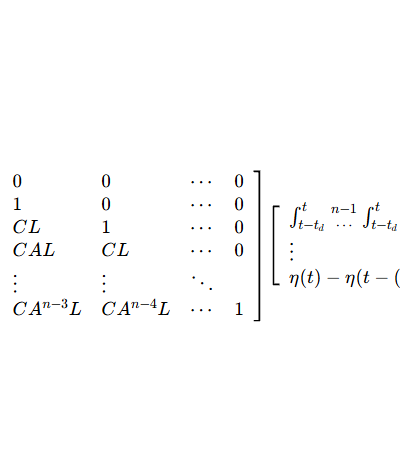 0 0 ⋯ 0
1 0 ⋯ 0
CL 1 ⋯ 0
CAL CL ⋯ 0
⋮ ⋮ ⋱
CA^{n−3}L CA^{n−4}L ⋯ 1
∫_{t−t_d}^{t} \overset{n−1}{⋯} ∫_{t−t_d}^{t}
⋮
η(t) − η(t − (